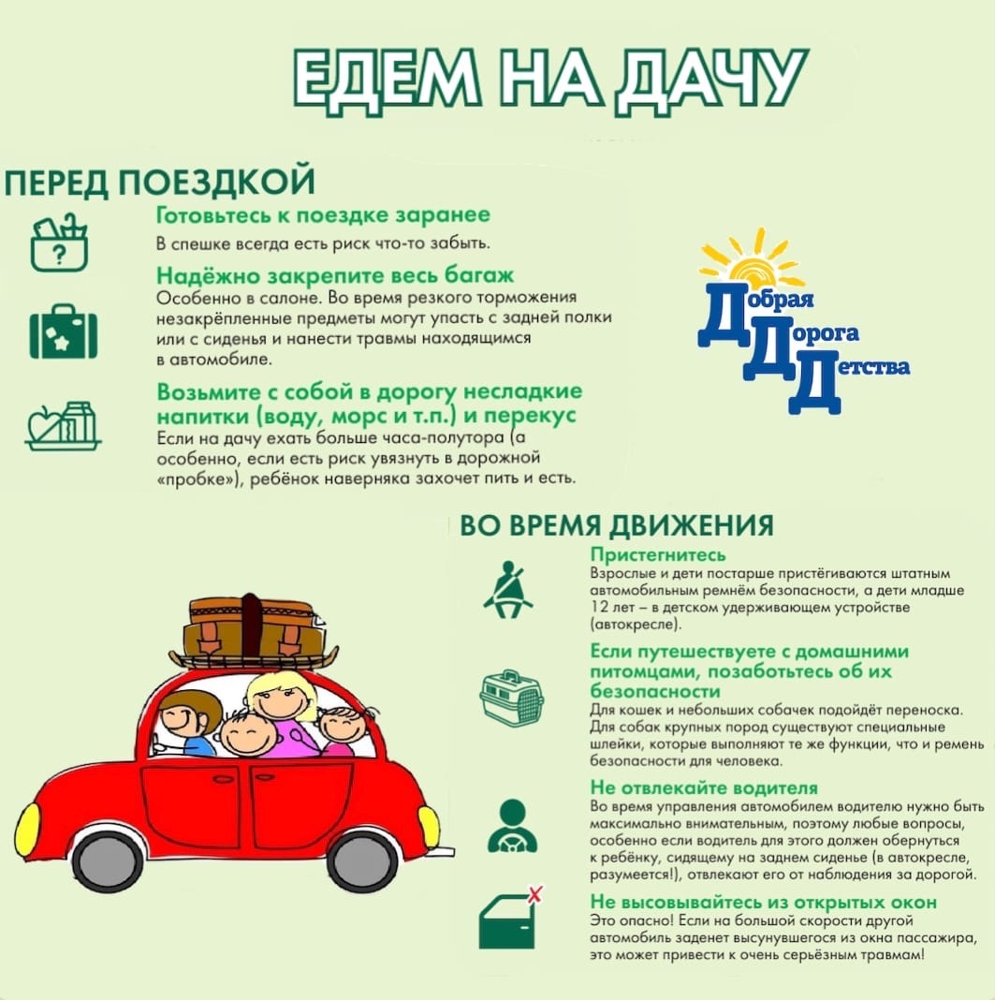 ЕДЕМ НА ДАЧУ
ПЕРЕД ПОЕЗДКОЙ
Готовьтесь к поездке заранее
В спешке всегда есть риск что-то забыть.
Надёжно закрепите весь багаж
Особенно в салоне. Во время резкого торможения
незакреплённые предметы могут упасть с задней полки
или с сиденья и нанести травмы находящимся
в автомобиле.
Возьмите с собой в дорогу несладкие
напитки (воду, морс и т.п.) и перекус
Если на дачу ехать больше часа-полутора (а
особенно, если есть риск увязнуть в дорожной
«пробке»), ребёнок наверняка захочет пить и есть.
Добрая
Дорога
Детства
ВО ВРЕМЯ ДВИЖЕНИЯ
Пристегнитесь
Взрослые и дети постарше пристёгиваются штатным
автомобильным ремнём безопасности, а дети младше
12 лет – в детском удерживающем устройстве
(автокресле).
Если путешествуете с домашними
питомцами, позаботьтесь об их
безопасности
Для кошек и небольших собачек подойдёт переноска.
Для собак крупных пород существуют специальные
шлейки, которые выполняют те же функции, что и ремень
безопасности для человека.
Не отвлекайте водителя
Во время управления автомобилем водителю нужно быть
максимально внимательным, поэтому любые вопросы,
особенно если водитель для этого должен обернуться
к ребёнку, сидящему на заднем сиденье (в автокресле,
разумеется!), отвлекают его от наблюдения за дорогой.
Не высовывайтесь из открытых окон
Это опасно! Если на большой скорости другой
автомобиль заденет высунувшегося из окна пассажира,
это может привести к очень серьёзным травмам!